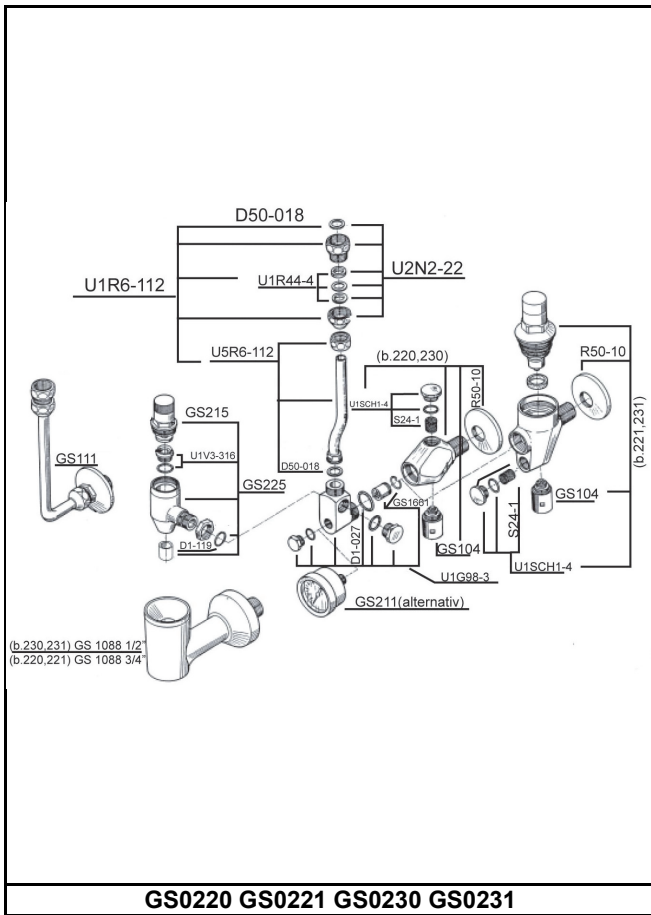 D50-018
U1R6-112
U1R44-4
U2N2-22
U5R6-112
(b.220,230)
R50-10
R50-10
U1SCH1-4
S24-1
(b.221,231)
GS215
GS111
U1V3-316
D50-018
GS225
GS1661
GS104
S24-1
D1-119
D1-027
GS104
U1SCH1-4
U1G98-3
GS211(alternativ)
(b.230,231) GS 1088 1/2"
(b.220,221) GS 1088 3/4"
GS0220 GS0221 GS0230 GS0231